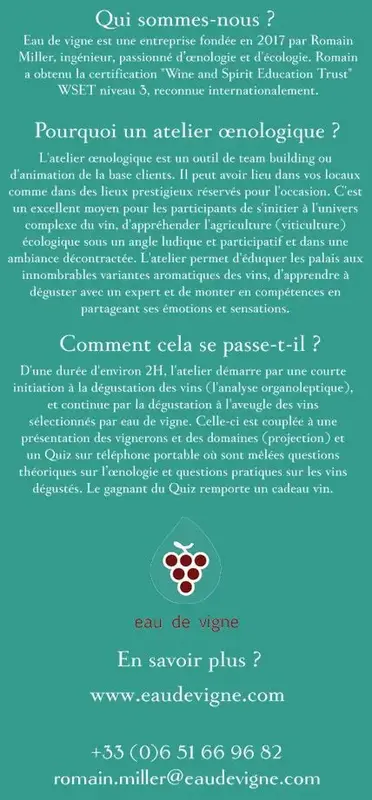 Qui sommes-nous ?
Eau de vigne est une entreprise fondée en 2017 par Romain
Miller, ingénieur, passionné d'œnologie et d'écologie. Romain
a obtenu la certification "Wine and Spirit Education Trust"
WSET niveau 3, reconnue internationalement.
Pourquoi un atelier œnologique ?
L'atelier œnologique est un outil de team building ou
d'animation de la base clients. Il peut avoir lieu dans vos locaux
comme dans des lieux prestigieux réservés pour l'occasion. C'est
un excellent moyen pour les participants de s'initier à l'univers
complexe du vin, d'appréhender l'agriculture (viticulture)
écologique sous un angle ludique et participatif et dans une
ambiance décontractée. L'atelier permet d'éduquer les palais aux
innombrables variantes aromatiques des vins, d'apprendre à
déguster avec un expert et de monter en compétences en
partageant ses émotions et sensations.
Comment cela se passe-t-il ?
D'une durée d'environ 2H, l'atelier démarre par une courte
initiation à la dégustation des vins (l'analyse organoleptique),
et continue par la dégustation à l'aveugle des vins
sélectionnés par eau de vigne. Celle-ci est couplée à une
présentation des vignerons et des domaines (projection) et
un Quiz sur téléphone portable où sont mêlées questions
théoriques sur l'œnologie et questions pratiques sur les vins
dégustés. Le gagnant du Quiz remporte un cadeau vin.
eau de vigne
En savoir plus ?
www.eaudevigne.com
+33 (0)6 51 66 96 82
romain.miller@eaudevigne.com